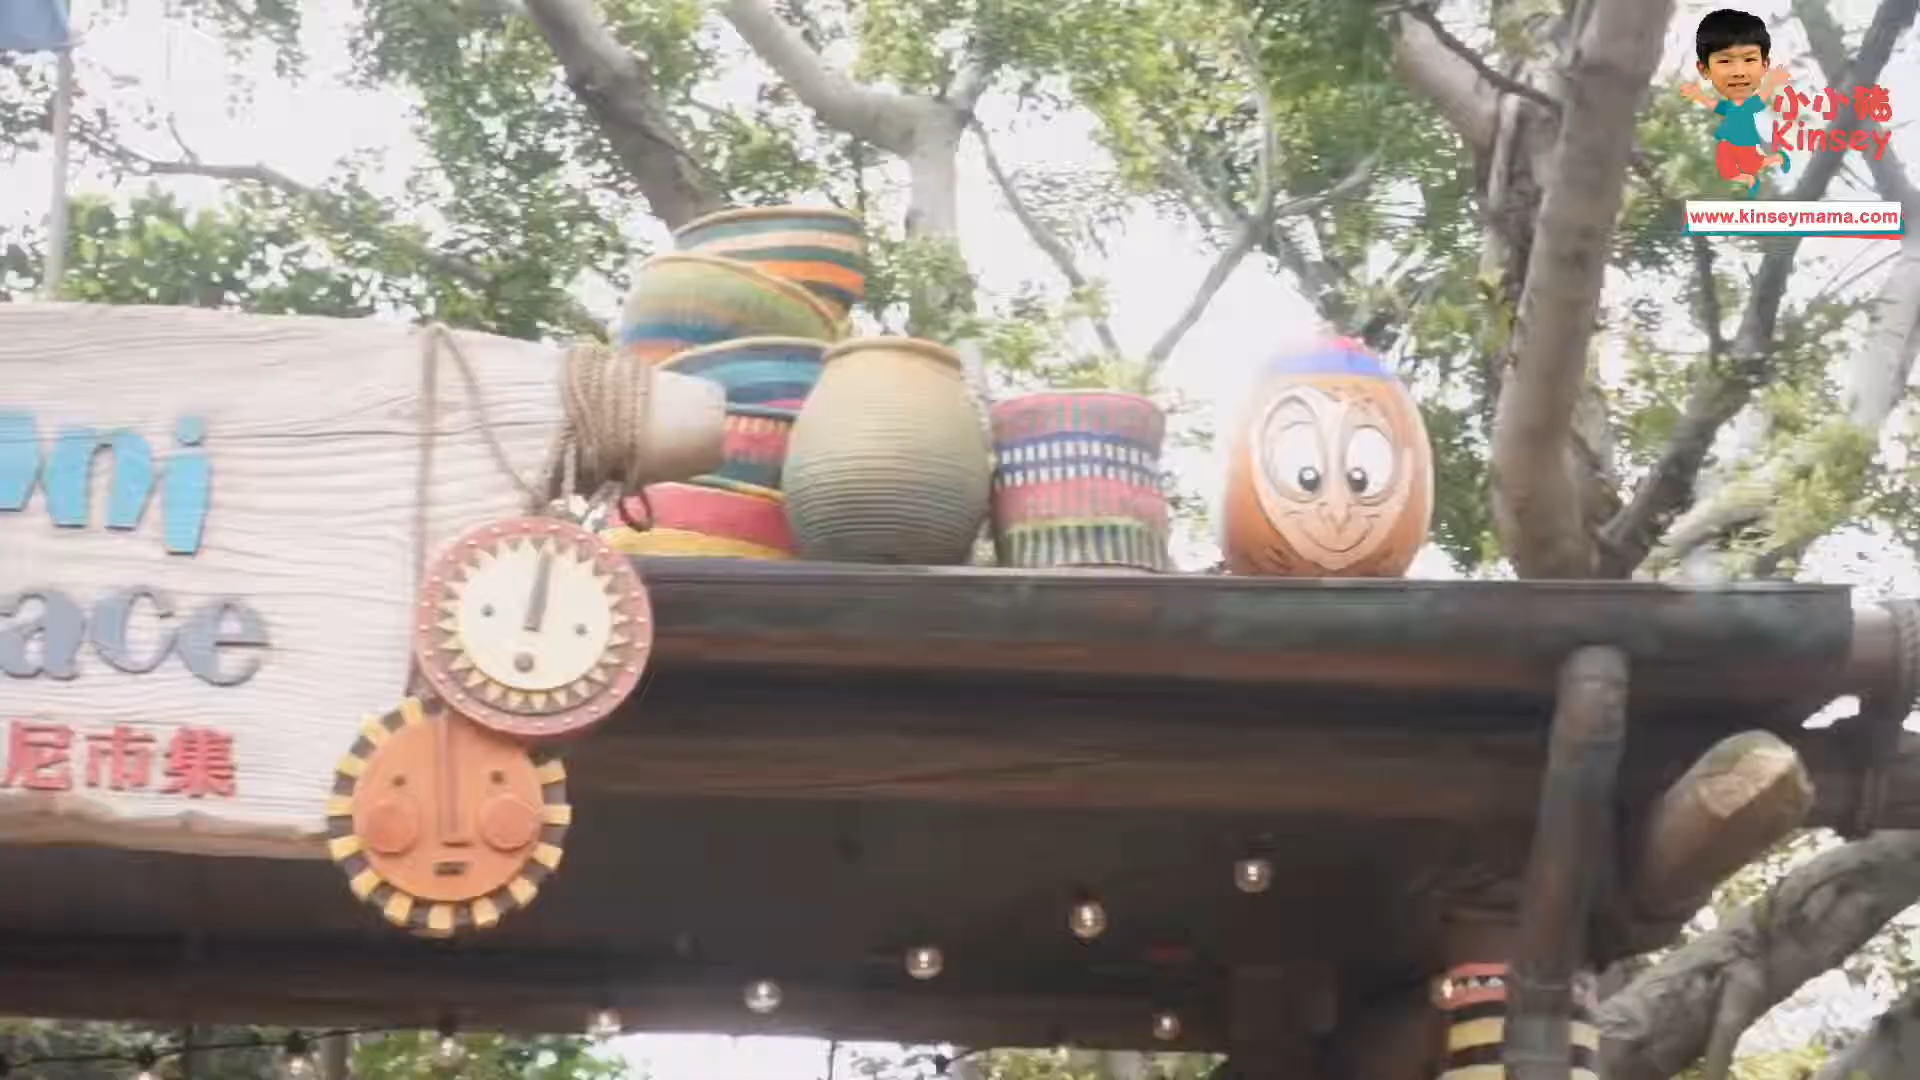 ni
ace
尼市集
小小豬
Kinsey
www.kinseymama.com